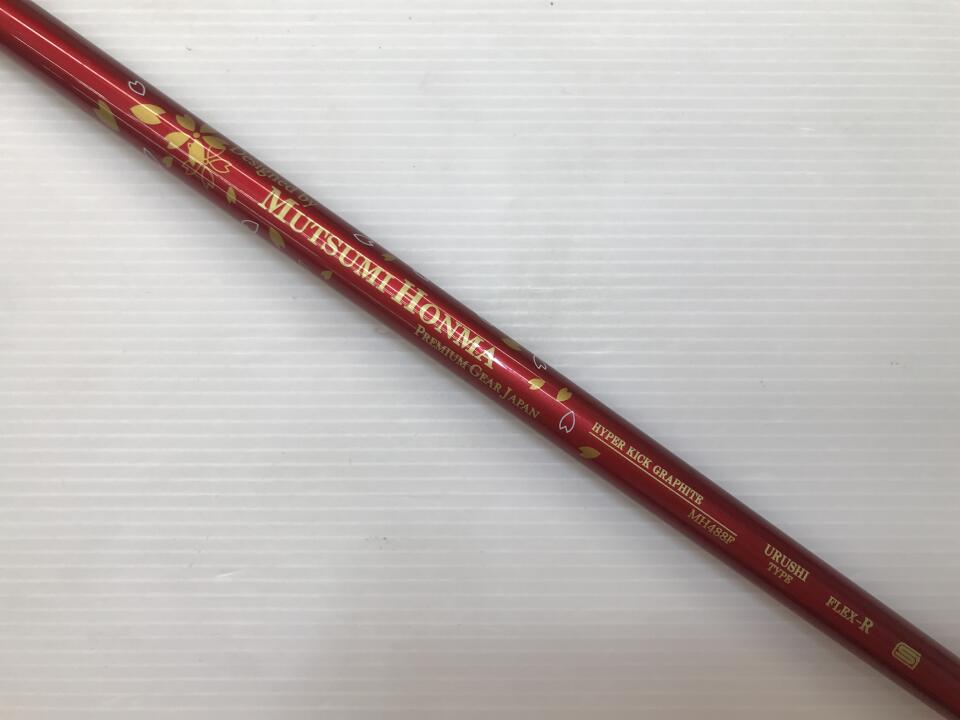 Designed by
MUTSUMI HONMA
PREMIUM GEAR JAPAN
HYPER KICK GRAPHITE
MH488F
URUSHI
TYPE
FLEX-R
S